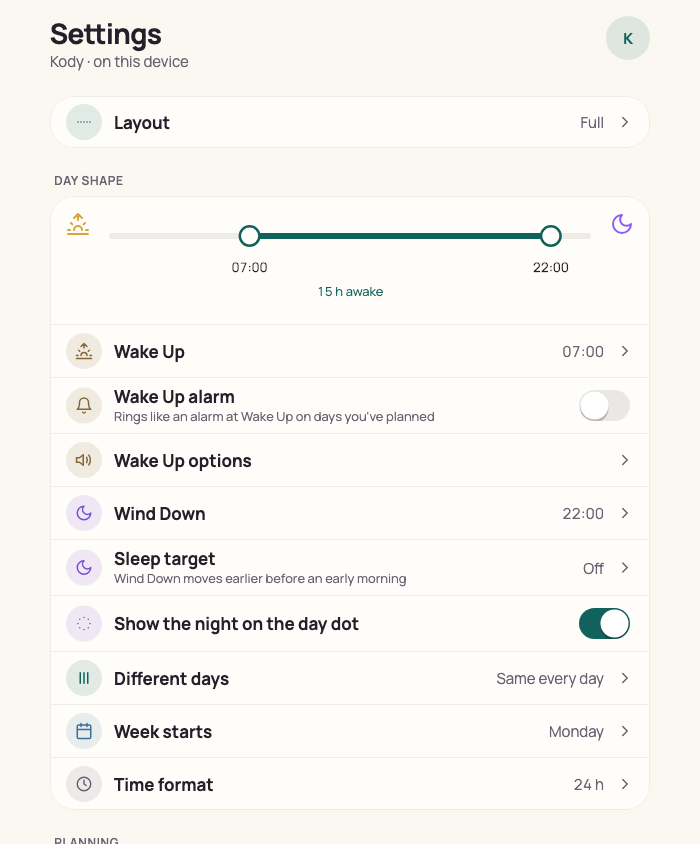 Settings
K
Kody · on this device
Layout
Full
DAY SHAPE
07:00
22:00
15 h awake
Wake Up
07:00
Wake Up alarm
Rings like an alarm at Wake Up on days you've planned
Wake Up options
Wind Down
22:00
Sleep target
Wind Down moves earlier before an early morning
Off
Show the night on the day dot
Different days
Same every day
Week starts
Monday
Time format
24 h
PLANNING